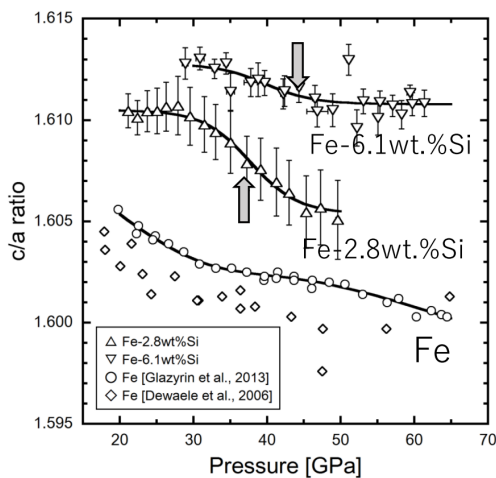 1.615
1.610
1.605
1.600
1.595
c/a ratio
Fe-6.1wt.%Si
Fe-2.8wt.%Si
Fe
Fe-2.8wt%Si
Fe-6.1wt%Si
Fe [Glazyrin et al., 2013]
Fe [Dewaele et al., 2006]
20 30 40 50 60 70
Pressure [GPa]